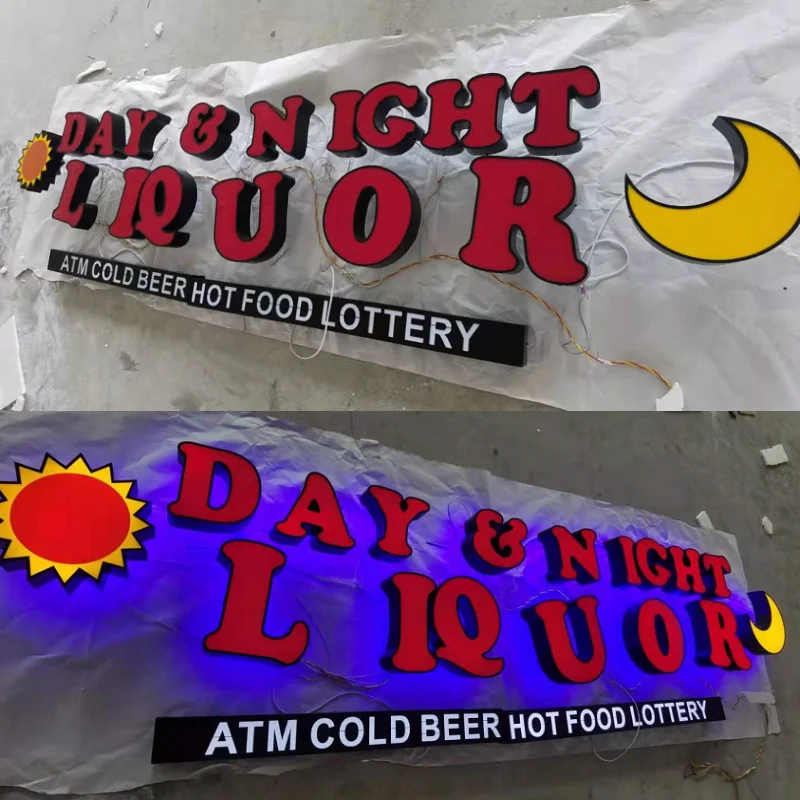 DAY & NIGHT
LIQUOR
ATM COLD BEER HOT FOOD LOTTERY
DAY & NIGHT
LIQUOR
ATM COLD BEER HOT FOOD LOTTERY